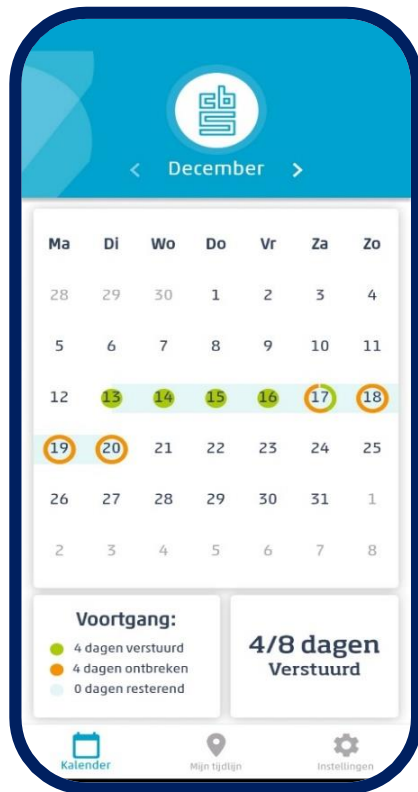 cbs
< December >
Ma Di Wo Do Vr Za Zo
28 29 30 1 2 3 4
5 6 7 8 9 10 11
12 13 14 15 16 17 18
19 20 21 22 23 24 25
26 27 28 29 30 31 1
2 3 4 5 6 7 8
Voortgang:
4 dagen verstuurd
4 dagen ontbreken
0 dagen resterend
4/8 dagen
Verstuurd
Kalender Mijn tijdlijn Instellingen